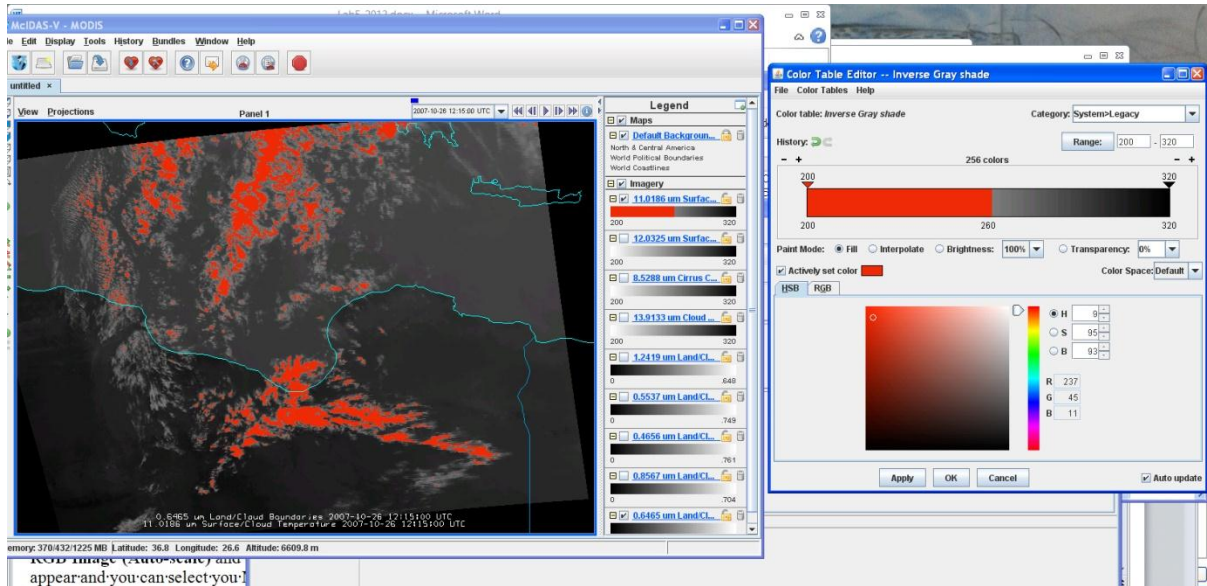 Lab5-2013.docx - Microsoft Word
McIDAS-V - MODIS
Edit Display Tools History Bundles Window Help
untitled ×
View Projections
Panel 1
2007-10-26 12:15:00 UTC
0.6465 um Land/Cloud Boundaries 2007-10-26 12:15:00 UTC
11.0186 um Surface/Cloud Temperature 2007-10-26 12:15:00 UTC
Legend
Maps
Default Backgroun...
North & Central America
World Political Boundaries
World Coastlines
Imagery
11.0186 um Surfac...
200 320
12.0325 um Surfac...
200 320
8.5288 um Cirrus C...
200 320
13.9133 um Cloud ...
200 320
1.2419 um Land/Cl...
0 .648
0.5537 um Land/Cl...
0 .749
0.4656 um Land/Cl...
0 .761
0.8567 um Land/Cl...
0 .704
0.6465 um Land/Cl...
emory: 370/432/1225 MB Latitude: 36.8 Longitude: 26.6 Altitude: 6609.8 m
RGB Image (Auto-scale) and
appear·and·you·can·select·you
Color Table Editor -- Inverse Gray shade
File Color Tables Help
Color table: Inverse Gray shade
Category: System>Legacy
History:
Range: 200 - 320
- + 256 colors - +
200 320
200 260 320
Paint Mode: Fill Interpolate Brightness: 100% Transparency: 0%
Actively set color
Color Space: Default
HSB RGB
H 9
S 95
B 93
R 237
G 45
B 11
Apply OK Cancel
Auto update